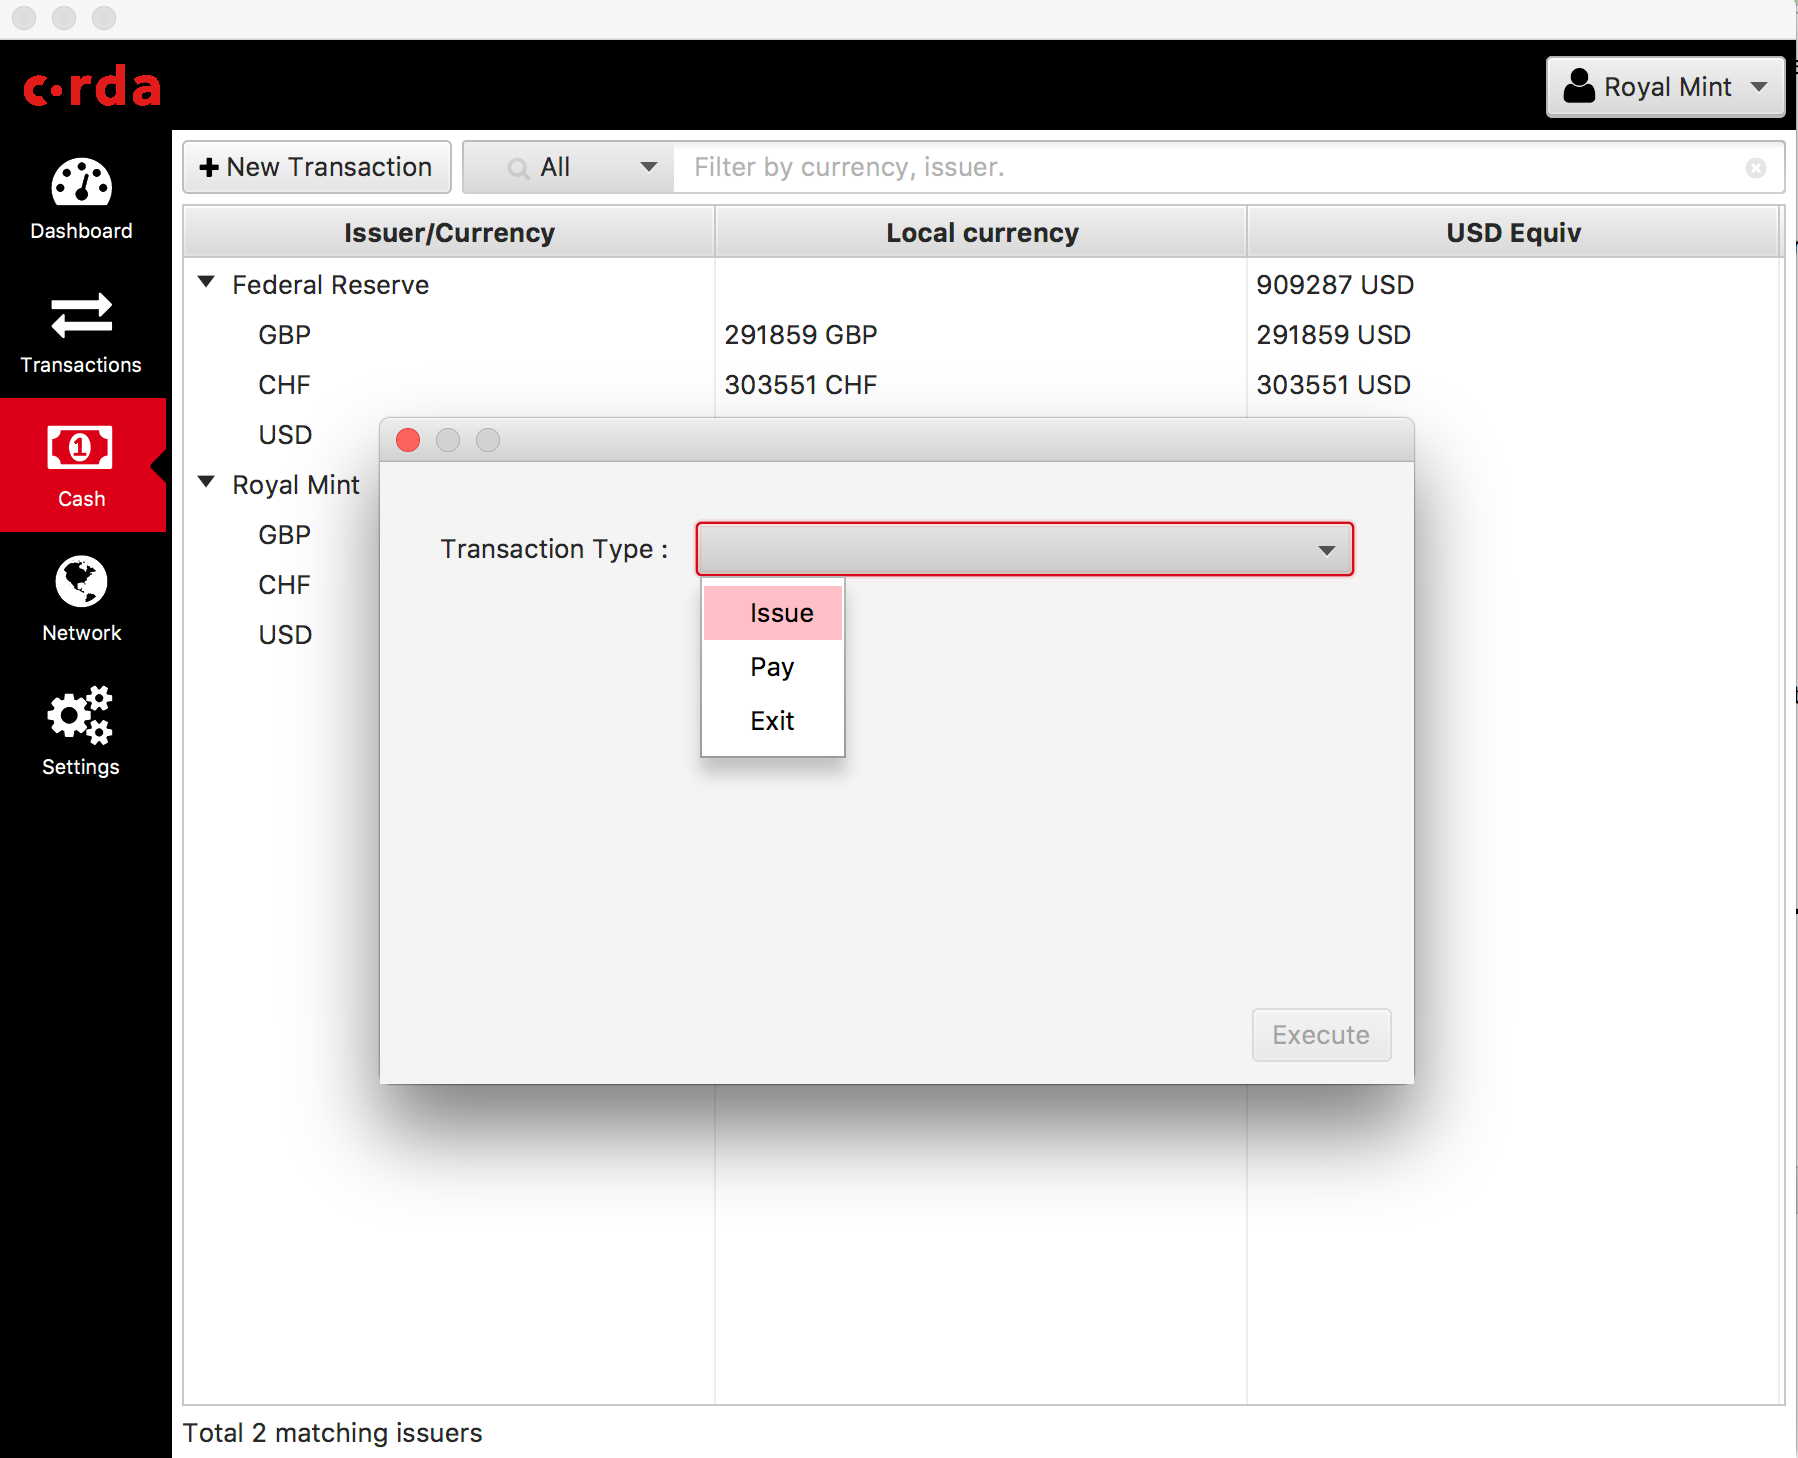 c·rda
Royal Mint
Dashboard
Transactions
Cash
Network
Settings
New Transaction
All
Filter by currency, issuer.
Issuer/Currency Local currency USD Equiv
Federal Reserve 909287 USD
GBP 291859 GBP 291859 USD
CHF 303551 CHF 303551 USD
USD
Royal Mint
GBP
CHF
USD
Transaction Type :
Issue
Pay
Exit
Execute
Total 2 matching issuers